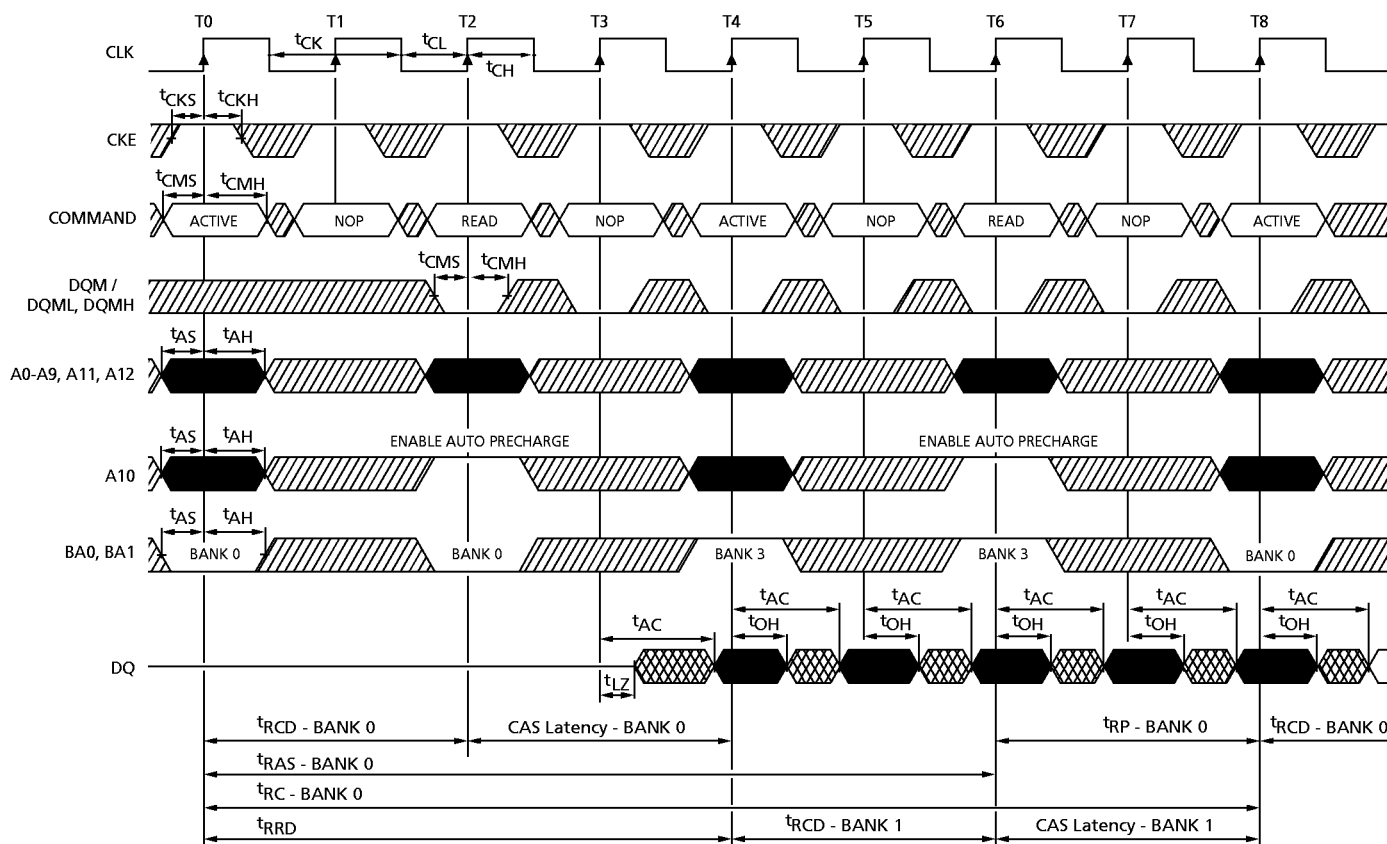 T0 T1 T2 T3 T4 T5 T6 T7 T8
CLK
tCK tCL
tCH
tCKS tCKH
CKE
tCMS tCMH
COMMAND ACTIVE NOP READ NOP ACTIVE NOP READ NOP ACTIVE
tCMS tCMH
DQM /
DQML, DQMH
tAS tAH
A0-A9, A11, A12
tAS tAH ENABLE AUTO PRECHARGE ENABLE AUTO PRECHARGE
A10
tAS tAH
BA0, BA1 BANK 0 BANK 0 BANK 3 BANK 3 BANK 0
tAC tAC tAC tAC tAC
tAC tOH tOH tOH tOH tOH
DQ
tLZ
tRCD - BANK 0 CAS Latency - BANK 0 tRP - BANK 0 tRCD - BANK 0
tRAS - BANK 0
tRC - BANK 0
tRRD tRCD - BANK 1 CAS Latency - BANK 1